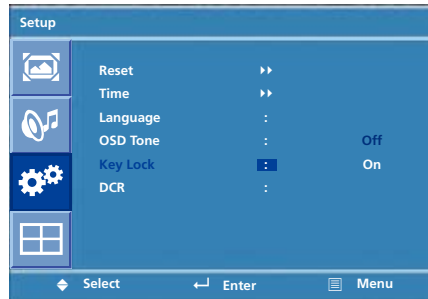 Setup
Reset
Time
Language :
OSD Tone : Off
Key Lock : On
DCR :
Select Enter Menu